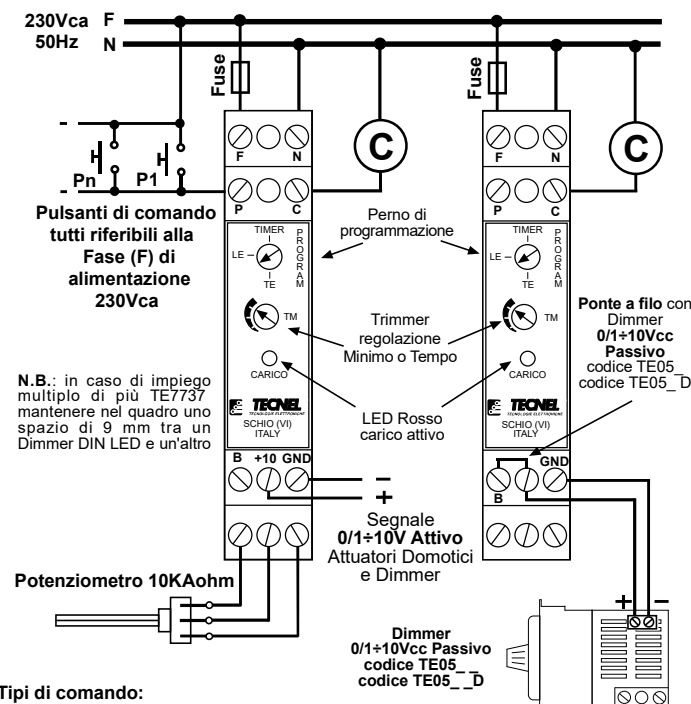 230Vca F
50Hz N
Fuse
Fuse
F N
P C
F N
P C
C
C
Pn P1
Pulsanti di comando
tutti riferibili alla
Fase (F) di
alimentazione
230Vca
TIMER
LE
TE
PROGRAM
TM
CARICO
TECNEL
TECNOLOGIE ELETTRONICHE
SCHIO (VI)
ITALY
B +10 GND
Perno di
programmazione
Trimmer
regolazione
Minimo o Tempo
LED Rosso
carico attivo
TIMER
LE
TE
PROGRAM
TM
CARICO
TECNEL
TECNOLOGIE ELETTRONICHE
SCHIO (VI)
ITALY
GND
B
Ponte a filo con
Dimmer
0/1÷10Vcc
Passivo
codice TE05_
codice TE05_ D
N.B.: in caso di impiego
multiplo di più TE7737
mantenere nel quadro uno
spazio di 9 mm tra un
Dimmer DIN LED e un'altro
–
+
Segnale
0/1÷10V Attivo
Attuatori Domotici
e Dimmer
Potenziometro 10KAohm
+ –
Dimmer
0/1÷10Vcc Passivo
codice TE05_ _
codice TE05_ _D
Tipi di comando: